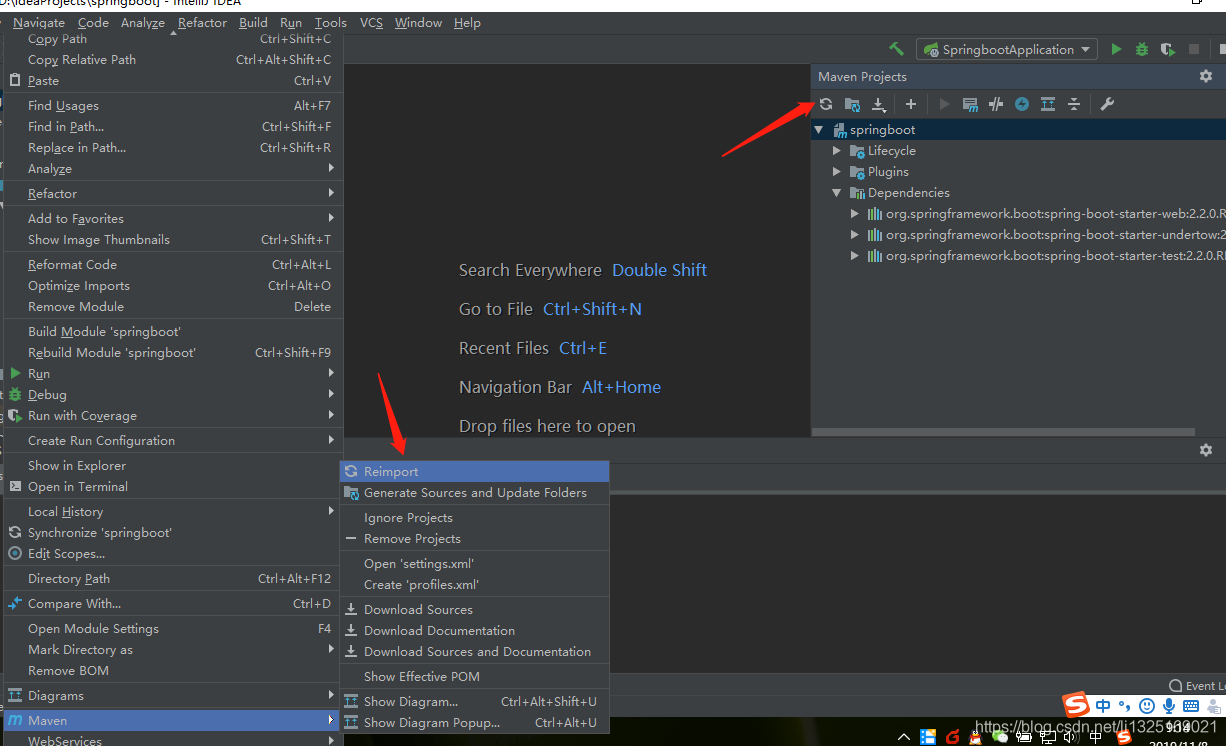 D:\IdeaProjects\springboot] - IntelliJ IDEA
Navigate Code Analyze Refactor Build Run Tools VCS Window Help
Copy Path Ctrl+Shift+C
Copy Relative Path Ctrl+Alt+Shift+C
Paste Ctrl+V
Find Usages Alt+F7
Find in Path... Ctrl+Shift+F
Replace in Path... Ctrl+Shift+R
Analyze
Refactor
Add to Favorites
Show Image Thumbnails Ctrl+Shift+T
Reformat Code Ctrl+Alt+L
Optimize Imports Ctrl+Alt+O
Remove Module Delete
Build Module 'springboot'
Rebuild Module 'springboot' Ctrl+Shift+F9
Run
Debug
Run with Coverage
Create Run Configuration
Show in Explorer
Open in Terminal
Local History
Synchronize 'springboot'
Edit Scopes...
Directory Path Ctrl+Alt+F12
Compare With... Ctrl+D
Open Module Settings F4
Mark Directory as
Remove BOM
Diagrams
Maven
WebServices
Reimport
Generate Sources and Update Folders
Ignore Projects
Remove Projects
Open 'settings.xml'
Create 'profiles.xml'
Download Sources
Download Documentation
Download Sources and Documentation
Show Effective POM
Show Diagram... Ctrl+Alt+Shift+U
Show Diagram Popup... Ctrl+Alt+U
Search Everywhere Double Shift
Go to File Ctrl+Shift+N
Recent Files Ctrl+E
Navigation Bar Alt+Home
Drop files here to open
SpringbootApplication
Maven Projects
springboot
Lifecycle
Plugins
Dependencies
org.springframework.boot:spring-boot-starter-web:2.2.0.R
org.springframework.boot:spring-boot-starter-undertow:2
org.springframework.boot:spring-boot-starter-test:2.2.0.R
Event Lo
中
中
9:14
2019/11/8
https://blog.csdn.net/li1325169021